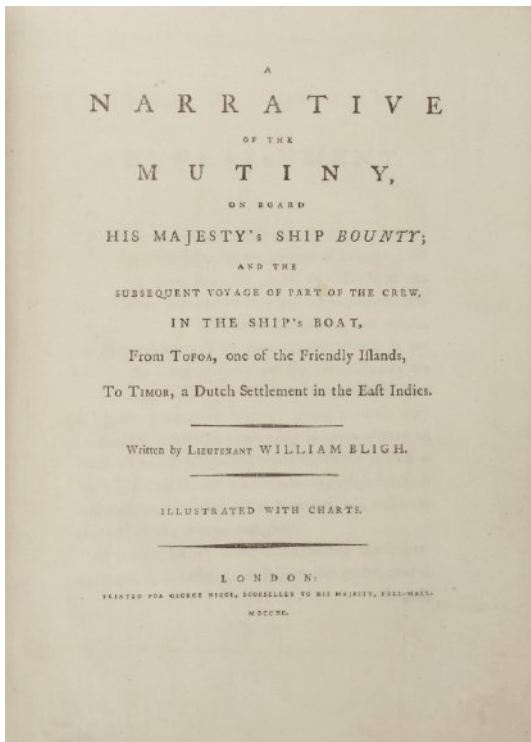 A
NARRATIVE
OF THE
MUTINY,
ON BOARD
HIS MAJESTY's SHIP BOUNTY;
AND THE
SUBSEQUENT VOYAGE OF PART OF THE CREW,
IN THE SHIP's BOAT,
From TOFOA, one of the Friendly Iſlands,
To TIMOR, a Dutch Settlement in the Eaſt Indies.
Written by LIEUTENANT WILLIAM BLIGH.
ILLUSTRATED WITH CHARTS.
LONDON:
PRINTED FOR GEORGE NICOL, BOOKSELLER TO HIS MAJESTY, PALL-MALL.
MDCCXC.